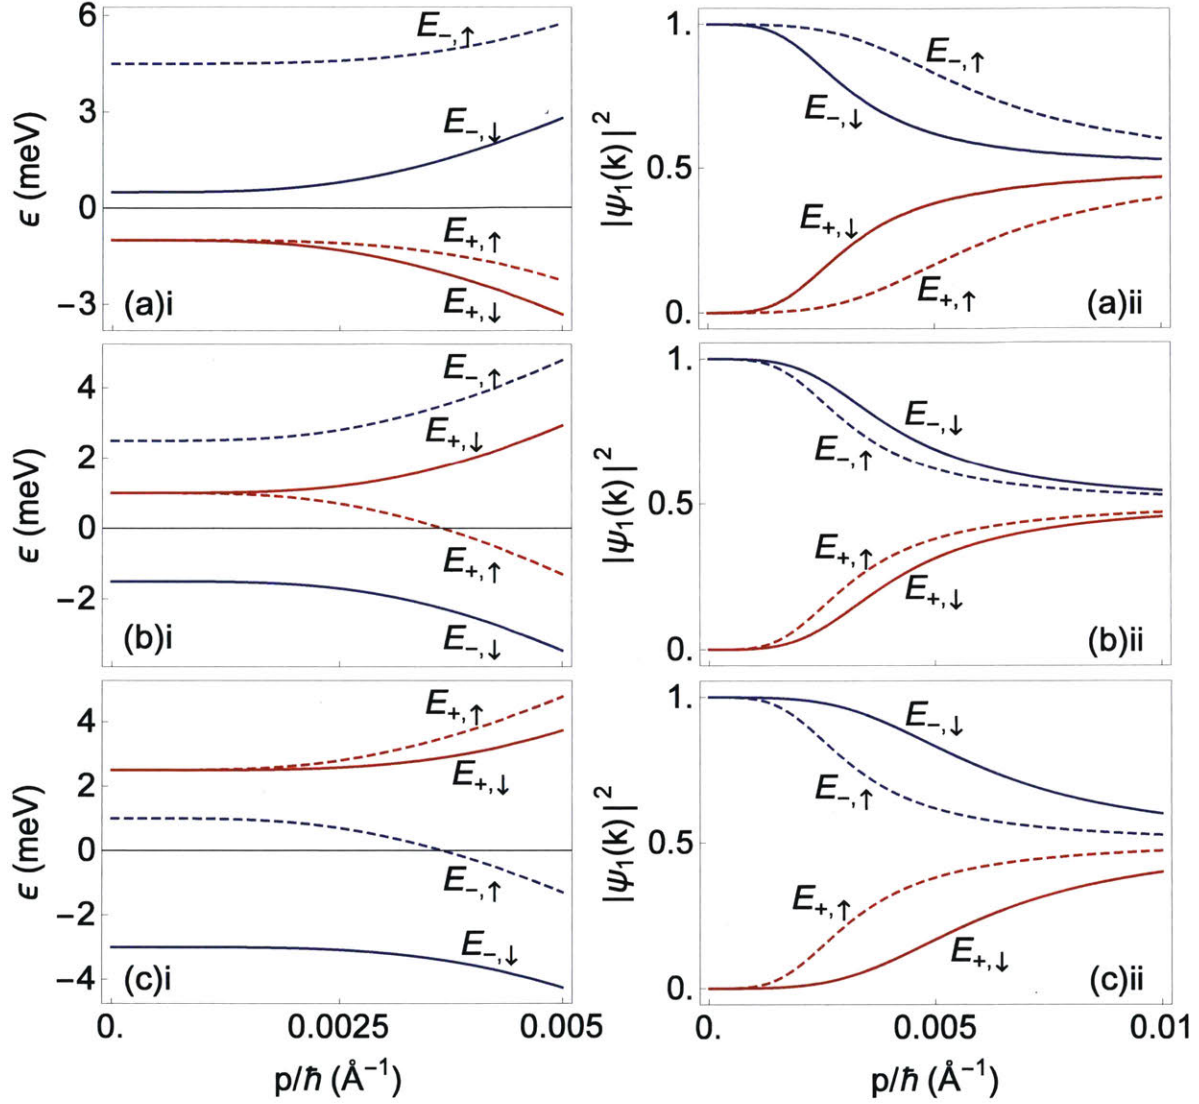 6
3
0
−3
ϵ (meV)
E₋,↑
E₋,↓
E₊,↑
E₊,↓
(a)i
1.
0.5
0.
|ψ₁(k)|²
E₋,↑
E₋,↓
E₊,↓
E₊,↑
(a)ii
4
2
0
−2
ϵ (meV)
E₋,↑
E₊,↓
E₊,↑
E₋,↓
(b)i
1.
0.5
0.
|ψ₁(k)|²
E₋,↓
E₋,↑
E₊,↑
E₊,↓
(b)ii
4
2
0
−2
−4
ϵ (meV)
E₊,↑
E₊,↓
E₋,↑
E₋,↓
(c)i
0.
0.0025
0.005
p/ħ (Å⁻¹)
1.
0.5
0.
|ψ₁(k)|²
E₋,↓
E₋,↑
E₊,↑
E₊,↓
(c)ii
0.
0.005
0.01
p/ħ (Å⁻¹)